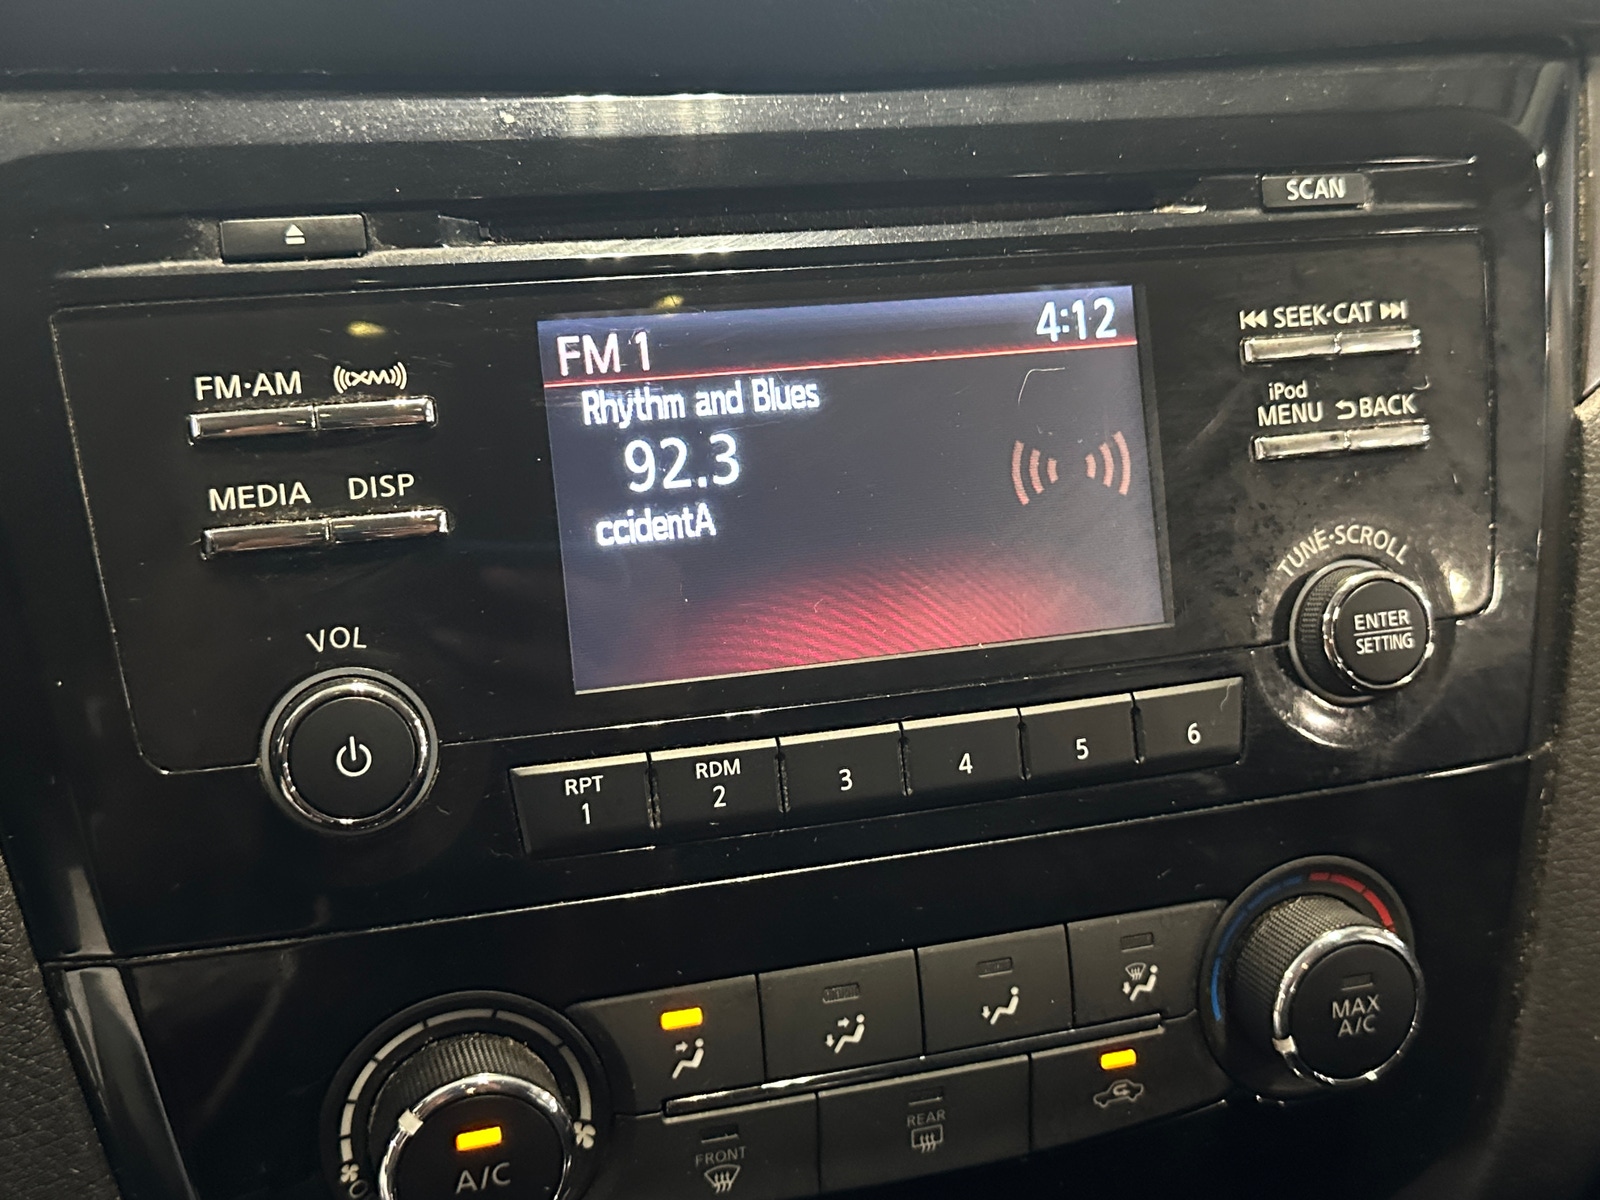 SCAN
FM 1
4:12
SEEK·CAT
FM·AM
XM
Rhythm and Blues
iPod
MENU
BACK
92.3
MEDIA
DISP
ccidentA
TUNE·SCROLL
ENTER
SETTING
VOL
RPT
1
RDM
2
3
4
5
6
MAX
A/C
REAR
FRONT
A/C